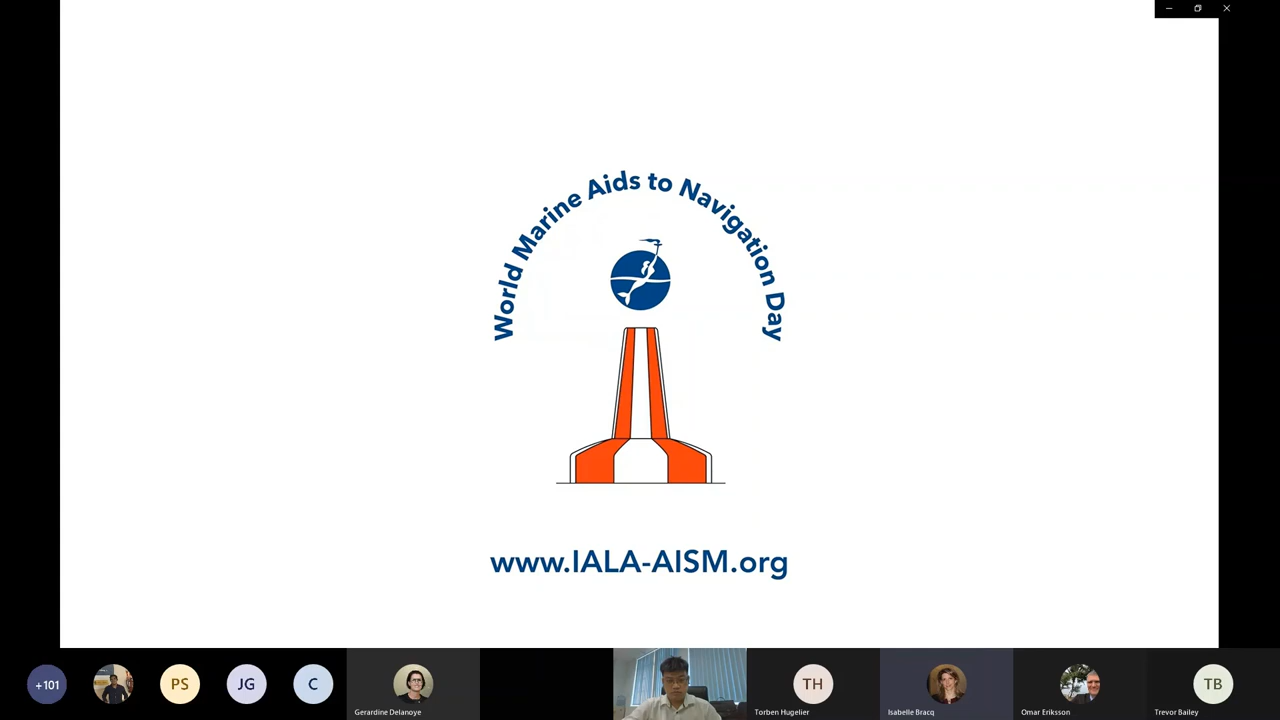 World Marine Aids to Navigation Day
www.IALA-AISM.org
+101
PS
JG
C
Gerardine Delanoye
TH
Torben Hugelier
Isabelle Bracq
Omar Eriksson
TB
Trevor Bailey